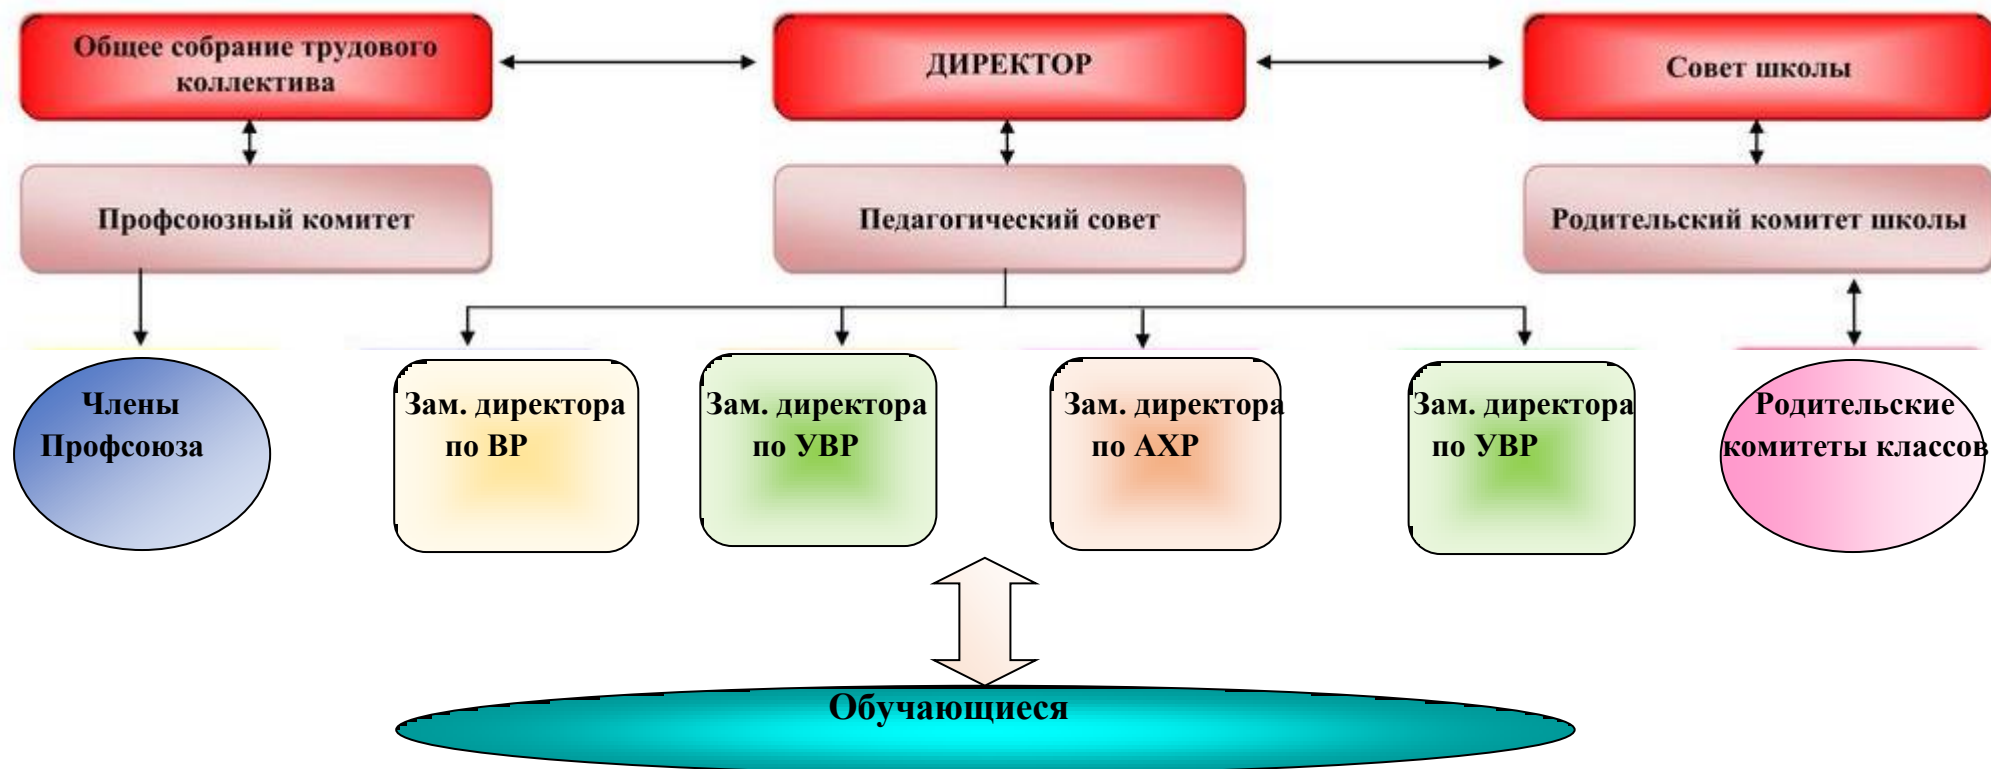 Общее собрание трудового
коллектива
ДИРЕКТОР
Совет школы
Профсоюзный комитет
Педагогический совет
Родительский комитет школы
Члены
Профсоюза
Зам. директора
по ВР
Зам. директора
по УВР
Зам. директора
по АХР
Зам. директора
по УВР
Родительские
комитеты классов
Обучающиеся